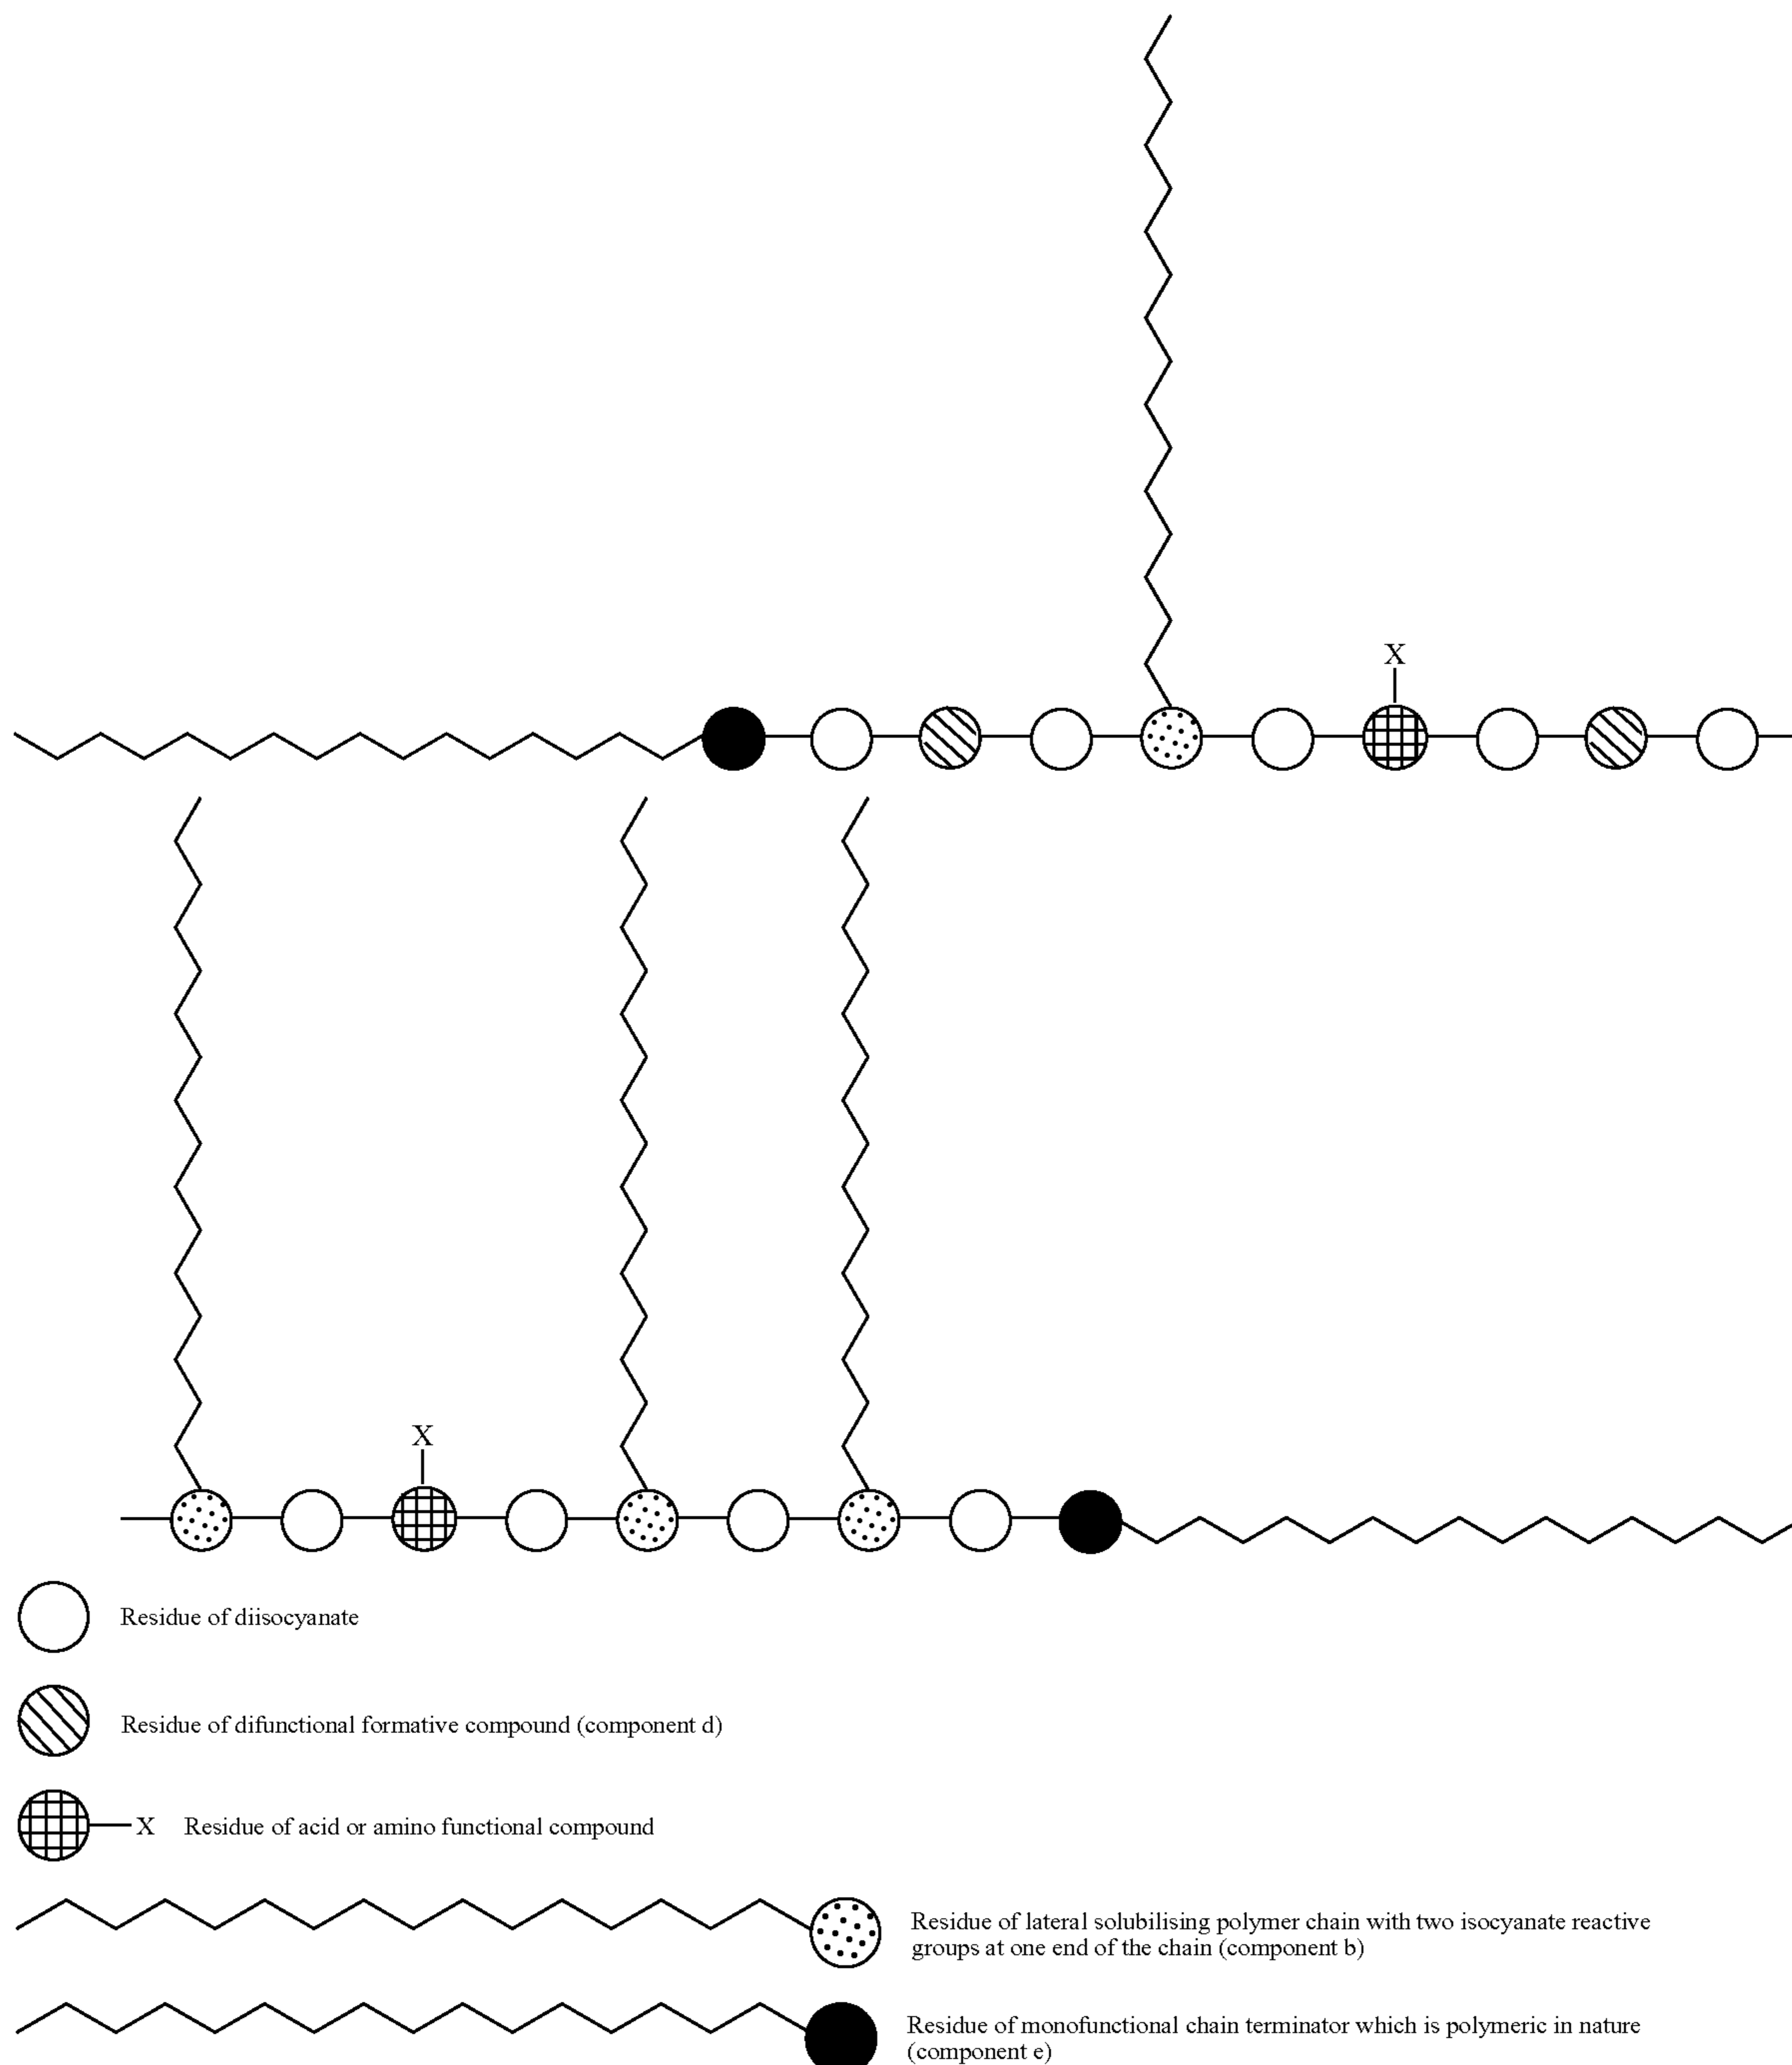 X
X
Residue of diisocyanate
Residue of difunctional formative compound (component d)
X Residue of acid or amino functional compound
Residue of lateral solubilising polymer chain with two isocyanate reactive
groups at one end of the chain (component b)
Residue of monofunctional chain terminator which is polymeric in nature
(component e)